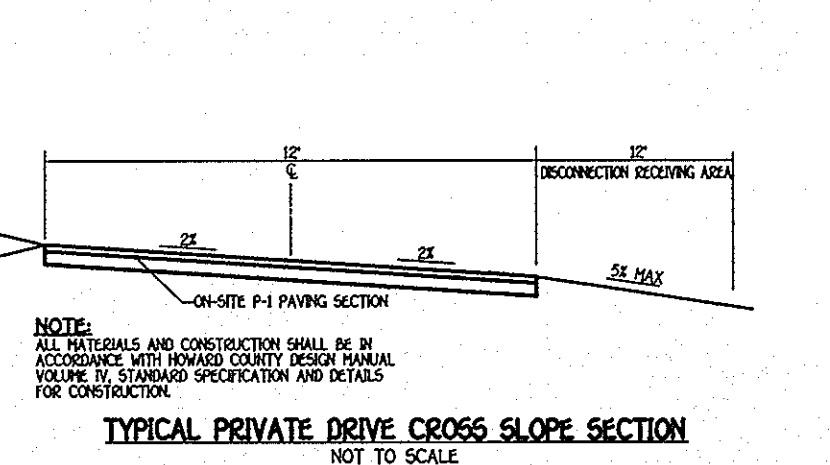 12'
℄
12'
DISCONNECTION RECEIVING AREA
2%
2%
5% MAX
ON-SITE P-1 PAVING SECTION
NOTE:
ALL MATERIALS AND CONSTRUCTION SHALL BE IN
ACCORDANCE WITH HOWARD COUNTY DESIGN MANUAL
VOLUME IV, STANDARD SPECIFICATION AND DETAILS
FOR CONSTRUCTION.
TYPICAL PRIVATE DRIVE CROSS SLOPE SECTION
NOT TO SCALE